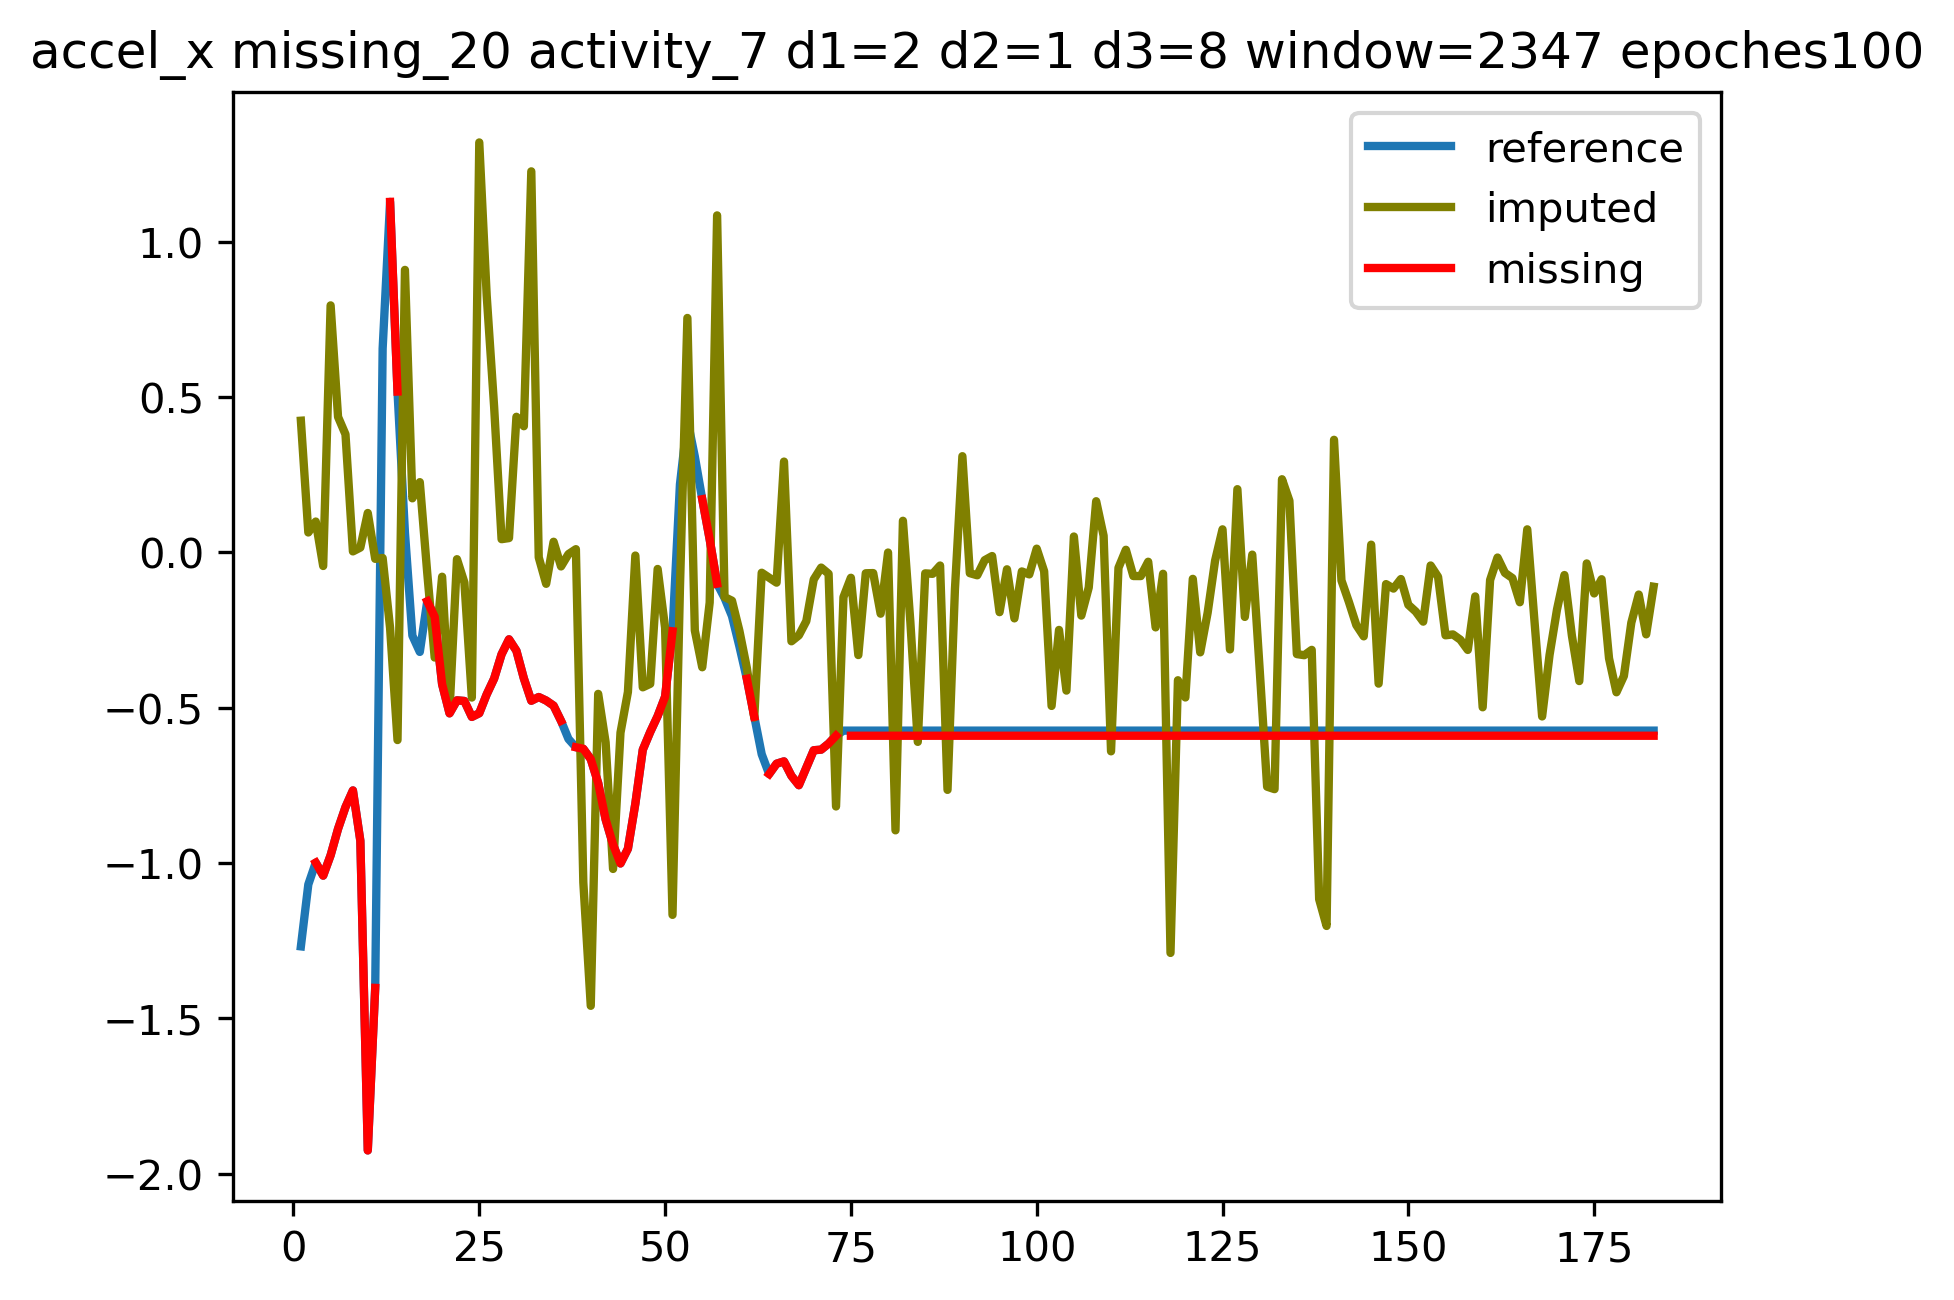 accel_x missing_20 activity_7 d1=2 d2=1 d3=8 window=2347 epoches100
reference
imputed
missing
1.0
0.5
0.0
−0.5
−1.0
−1.5
−2.0
0 25 50 75 100 125 150 175